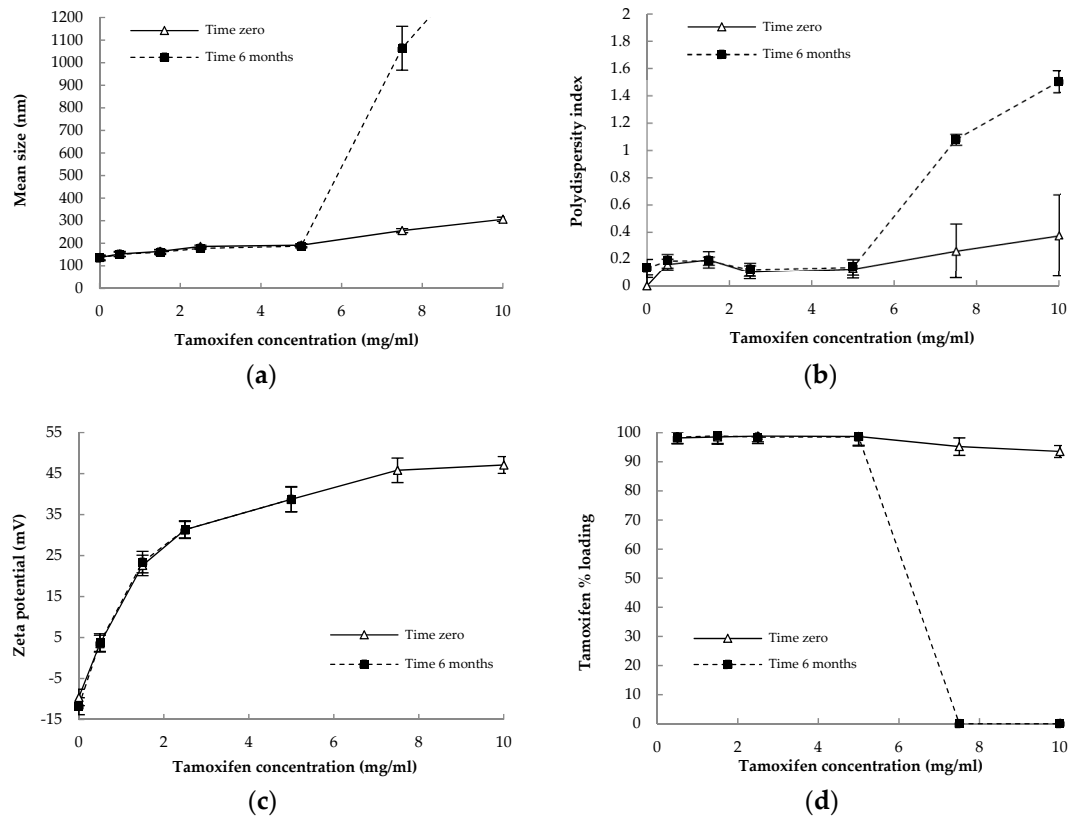 1200
1100
1000
900
800
700
600
500
400
300
200
100
0
Mean size (nm)
Time zero
Time 6 months
0 2 4 6 8 10
Tamoxifen concentration (mg/ml)
(a)
2
1.8
1.6
1.4
1.2
1
0.8
0.6
0.4
0.2
0
Polydispersity index
Time zero
Time 6 months
0 2 4 6 8 10
Tamoxifen concentration (mg/ml)
(b)
55
45
35
25
15
5
-5
-15
Zeta potential (mV)
Time zero
Time 6 months
0 2 4 6 8 10
Tamoxifen concentration (mg/ml)
(c)
100
90
80
70
60
50
40
30
20
10
0
Tamoxifen % loading
Time zero
Time 6 months
0 2 4 6 8 10
Tamoxifen concentration (mg/ml)
(d)